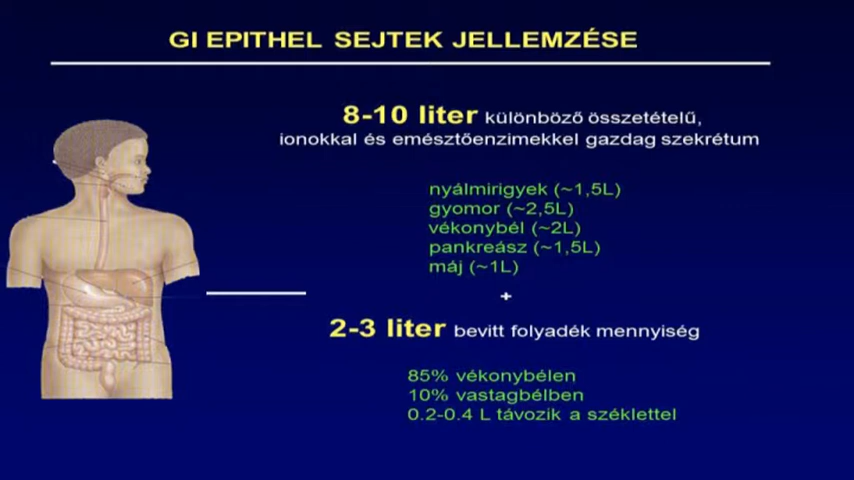 GI EPITHEL SEJTEK JELLEMZÉSE
8-10 liter különböző összetételű,
ionokkal és emésztőenzimekkel gazdag szekrétum
nyálmirigyek (~1,5L)
gyomor (~2,5L)
vékonybél (~2L)
pankreász (~1,5L)
máj (~1L)
+
2-3 liter bevitt folyadék mennyiség
85% vékonybélen
10% vastagbélben
0.2-0.4 L távozik a széklettel